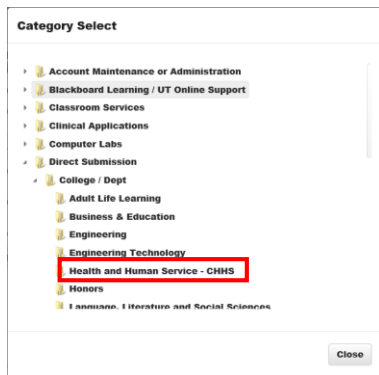 Category Select
Account Maintenance or Administration
Blackboard Learning / UT Online Support
Classroom Services
Clinical Applications
Computer Labs
Direct Submission
College / Dept
Adult Life Learning
Business & Education
Engineering
Engineering Technology
Health and Human Service - CHHS
Honors
Language, Literature and Social Sciences
Close